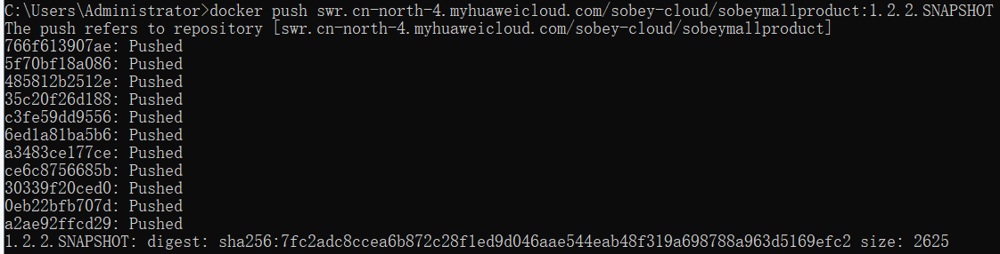 C:\Users\Administrator>docker push swr.cn-north-4.myhuaweicloud.com/sobey-cloud/sobeymallproduct:1.2.2.SNAPSHOT
The push refers to repository [swr.cn-north-4.myhuaweicloud.com/sobey-cloud/sobeymallproduct]
766f613907ae: Pushed
5f70bf18a086: Pushed
485812b2512e: Pushed
35c20f26d188: Pushed
c3fe59dd9556: Pushed
6ed1a81ba5b6: Pushed
a3483ce177ce: Pushed
ce6c8756685b: Pushed
30339f20ced0: Pushed
0eb22bfb707d: Pushed
a2ae92ffcd29: Pushed
1.2.2.SNAPSHOT: digest: sha256:7fc2adc8ccea6b872c28f1ed9d046aae544eab48f319a698788a963d5169efc2 size: 2625